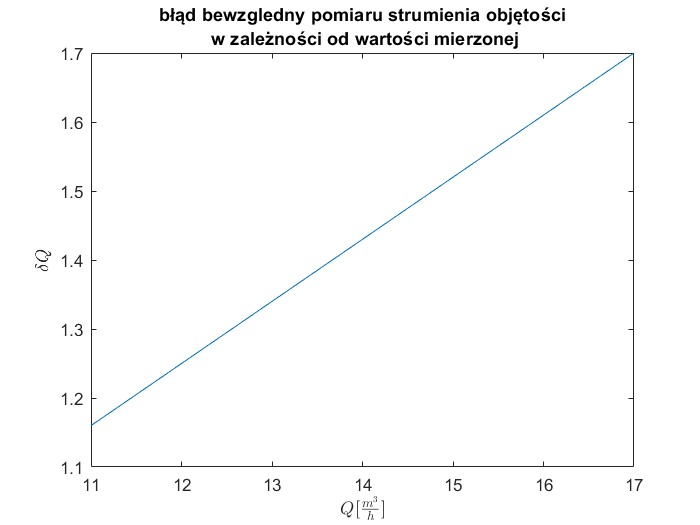 błąd bewzgledny pomiaru strumienia objętości
w zależności od wartości mierzonej
1.7
1.6
1.5
1.4
1.3
1.2
1.1
δQ
11 12 13 14 15 16 17
Q[m³/h]